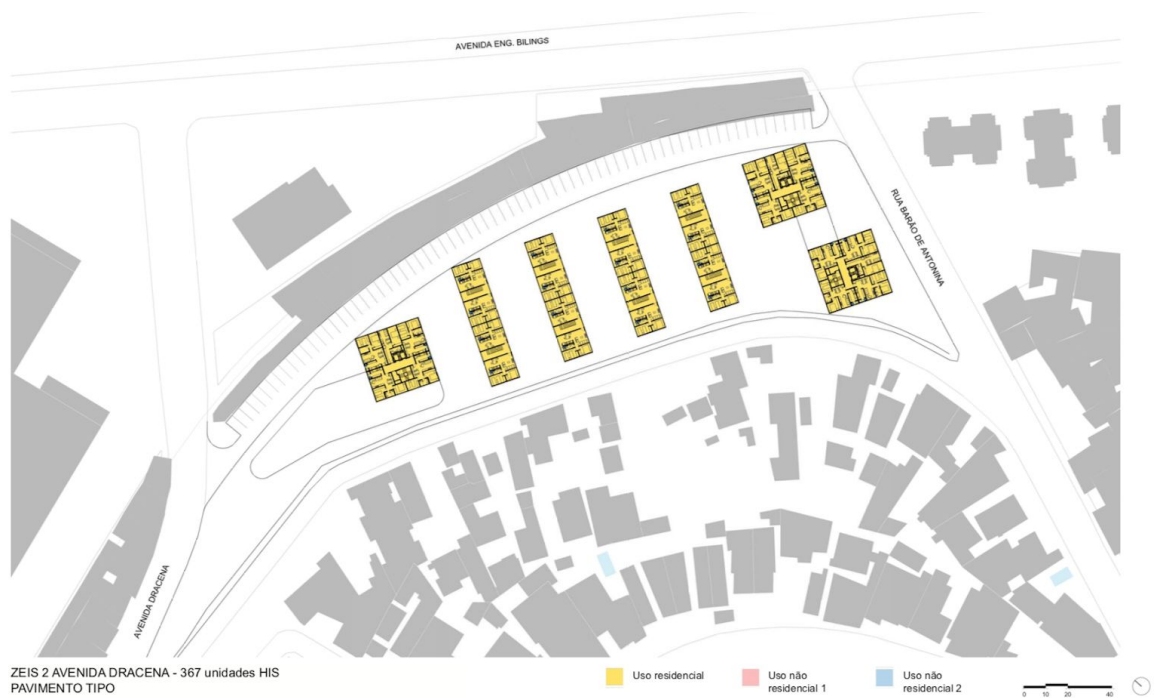 AVENIDA ENG. BILINGS
RUA BARÃO DE ANTONINA
AVENIDA DRACENA
ZEIS 2 AVENIDA DRACENA - 367 unidades HIS
PAVIMENTO TIPO
Uso residencial
Uso não
residencial 1
Uso não
residencial 2
0 10 20 40